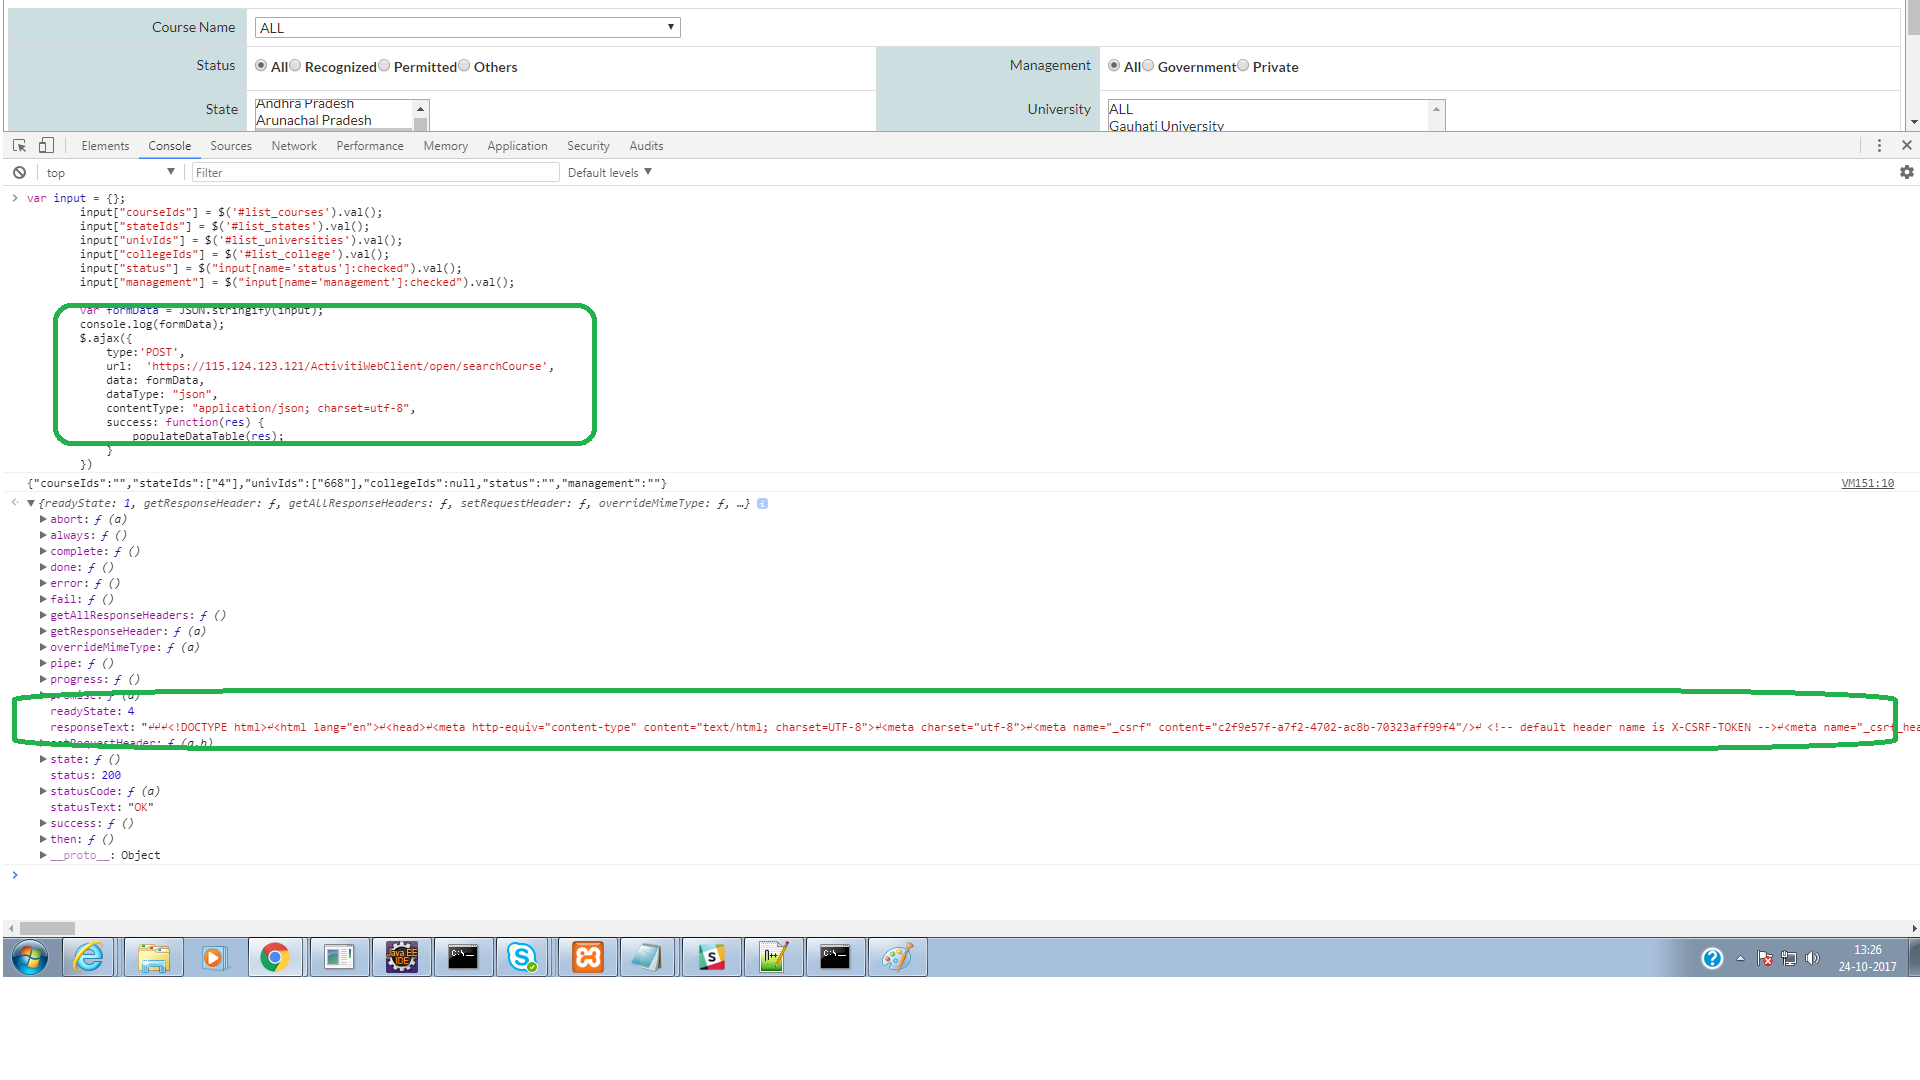 Course Name ALL
Status All Recognized Permitted Others Management All Government Private
State Andhra Pradesh University ALL
Arunachal Pradesh Gauhati University
Elements Console Sources Network Performance Memory Application Security Audits
top Filter Default levels
var input = {};
input["courseIds"] = $('#list_courses').val();
input["stateIds"] = $('#list_states').val();
input["univIds"] = $('#list_universities').val();
input["collegeIds"] = $('#list_college').val();
input["status"] = $("input[name='status']:checked").val();
input["management"] = $("input[name='management']:checked").val();
var formData = JSON.stringify(input);
console.log(formData);
$.ajax({
type:'POST',
url: 'https://115.124.123.121/ActivitiWebClient/open/searchCourse',
data: formData,
dataType: "json",
contentType: "application/json; charset=utf-8",
success: function(res) {
populateDataTable(res);
}
})
{"courseIds":"","stateIds":["4"],"univIds":["668"],"collegeIds":null,"status":"","management":""} VM151:10
{readyState: 1, getResponseHeader: ƒ, getAllResponseHeaders: ƒ, setRequestHeader: ƒ, overrideMimeType: ƒ, …}
abort: ƒ (a)
always: ƒ ()
complete: ƒ ()
done: ƒ ()
error: ƒ ()
fail: ƒ ()
getAllResponseHeaders: ƒ ()
getResponseHeader: ƒ (a)
overrideMimeType: ƒ (a)
pipe: ƒ ()
progress: ƒ ()
promise: ƒ (a)
readyState: 4
responseText: "↵↵↵<!DOCTYPE html>↵<html lang="en">↵<head>↵<meta http-equiv="content-type" content="text/html; charset=UTF-8">↵<meta charset="utf-8">↵<meta name="_csrf" content="c2f9e57f-a7f2-4702-ac8b-70323aff99f4"/>↵ <!-- default header name is X-CSRF-TOKEN -->↵<meta name="_csrf_hea
setRequestHeader: ƒ (a,b)
state: ƒ ()
status: 200
statusCode: ƒ (a)
statusText: "OK"
success: ƒ ()
then: ƒ ()
__proto__: Object
13:26
24-10-2017